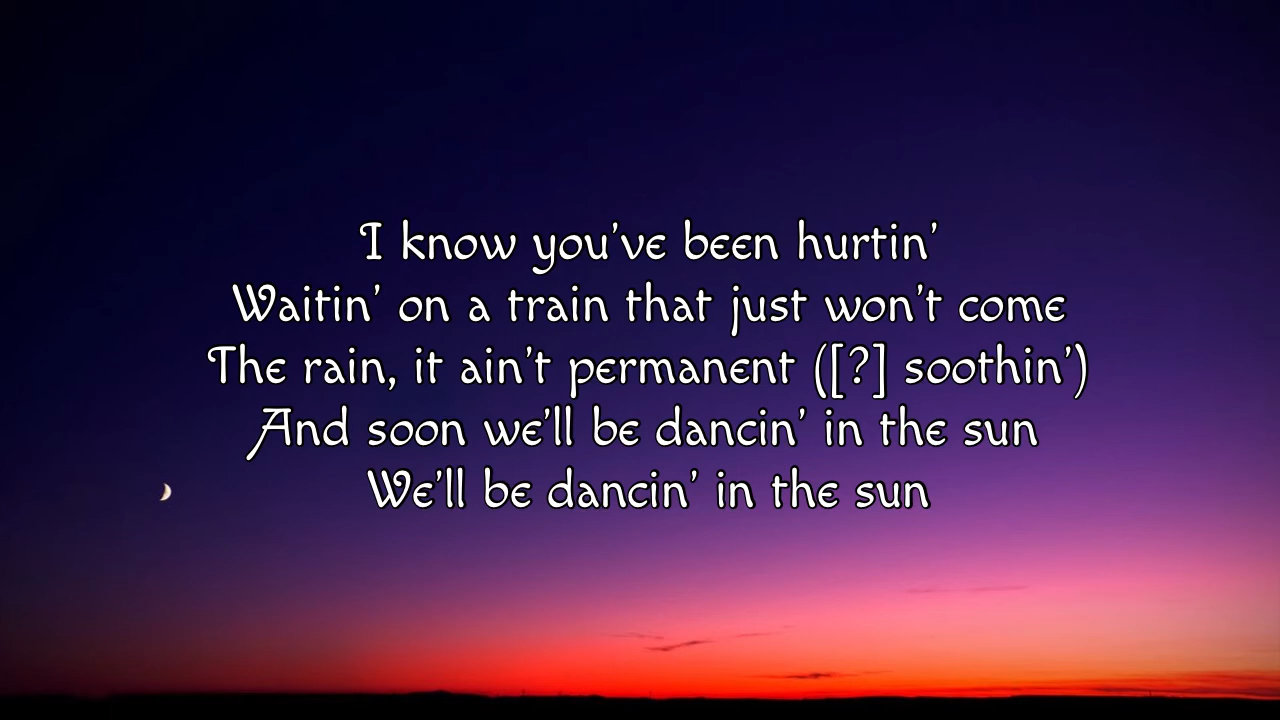 I know you've been hurtin'
Waitin' on a train that just won't come
The rain, it ain't permanent ([?] soothin')
And soon we'll be dancin' in the sun
We'll be dancin' in the sun